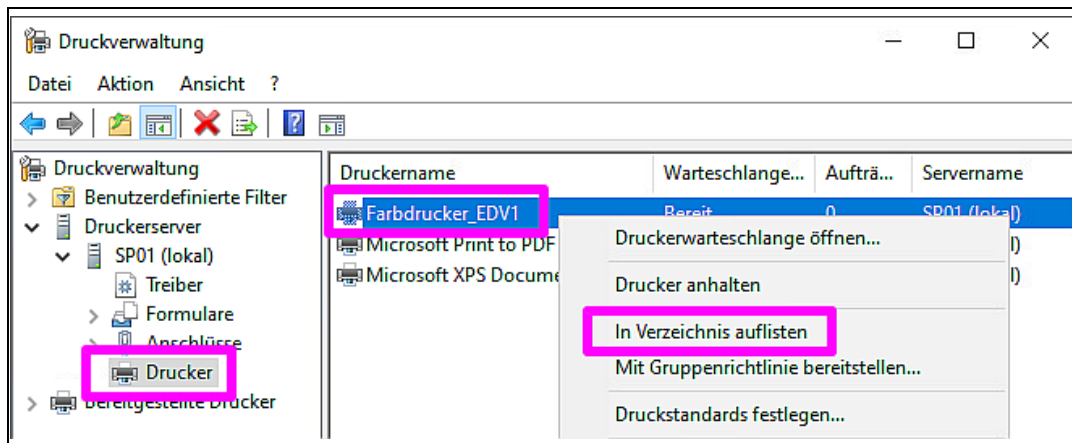 Druckverwaltung
Datei Aktion Ansicht ?
Druckverwaltung
Benutzerdefinierte Filter
Druckerserver
SP01 (lokal)
Treiber
Formulare
Anschlüsse
Drucker
Bereitgestellte Drucker
Druckername Warteschlange... Aufträ... Servername
Farbdrucker_EDV1 Bereit 0 SP01 (lokal)
Microsoft Print to PDF l)
Microsoft XPS Docume l)
Druckerwarteschlange öffnen...
Drucker anhalten
In Verzeichnis auflisten
Mit Gruppenrichtlinie bereitstellen...
Druckstandards festlegen...